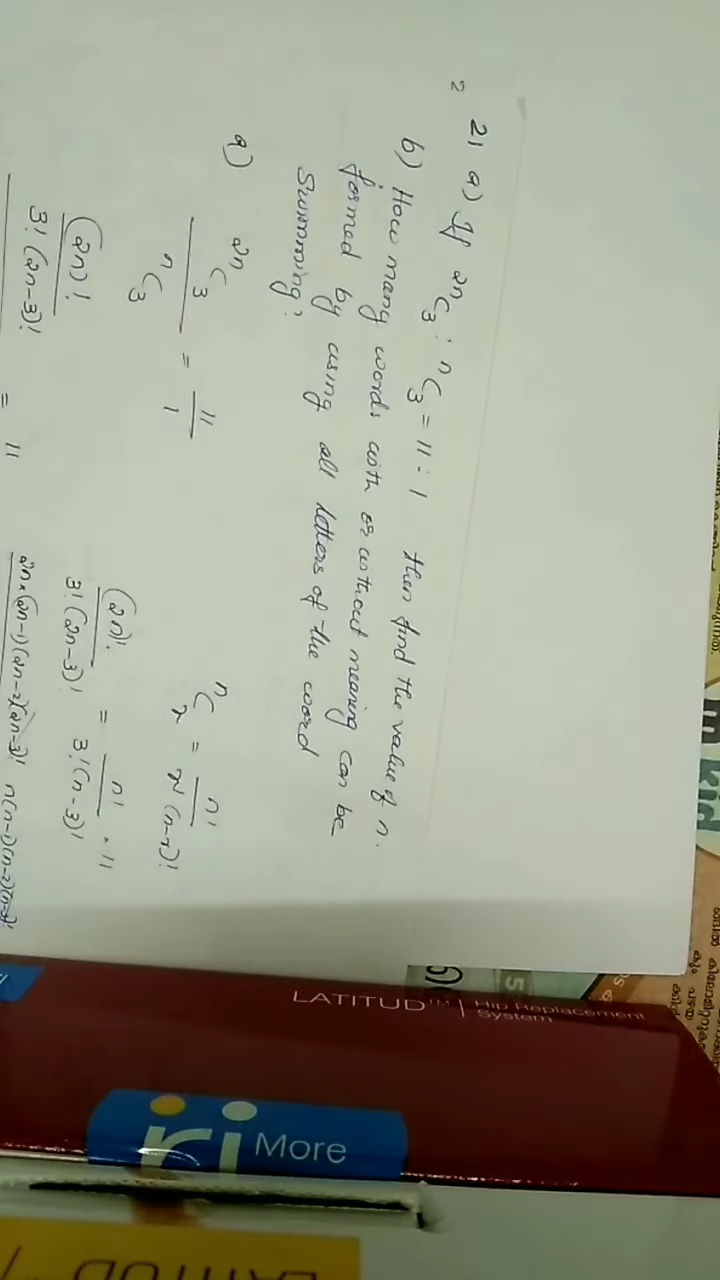 21 a) If ²ⁿC₃ : ⁿC₃ = 11 : 1 then find the value of n.
b) How many words with or without meaning can be
formed by using all letters of the word
Swimming?
a) ²ⁿC₃ / ⁿC₃ = 11/1
ⁿCᵣ = n! / r! (n-r)!
(2n)! / 3! (2n-3)! = 11
(2n)! / 3! (2n-3)! = n! / 3! (n-3)! × 11
2n×(2n-1)(2n-2)(2n-3)! n(n-1)(n-2)(n-3)!
LATITUD™ | Hip Replacement
System
More
LATITUD
kid
5